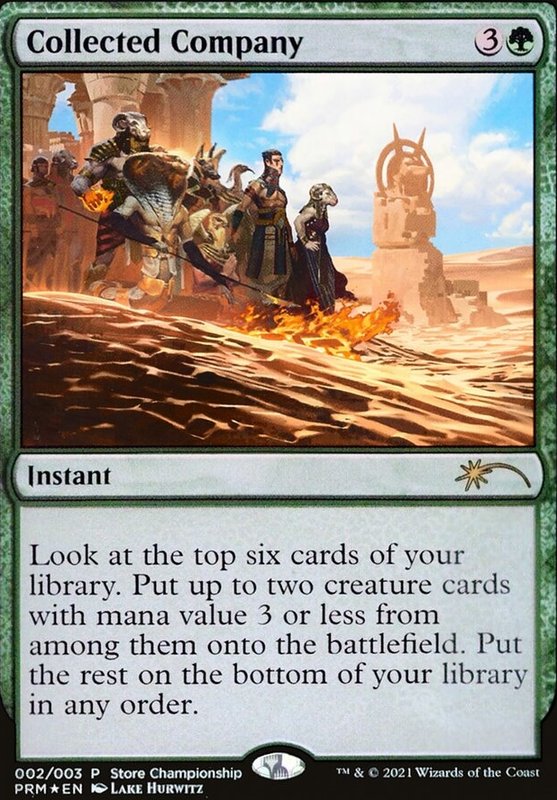 Collected Company 3
Instant
Look at the top six cards of your
library. Put up to two creature cards
with mana value 3 or less from
among them onto the battlefield. Put
the rest on the bottom of your library
in any order.
002/003 P Store Championship
PRM★EN Lake Hurwitz
™ & © 2021 Wizards of the Coast